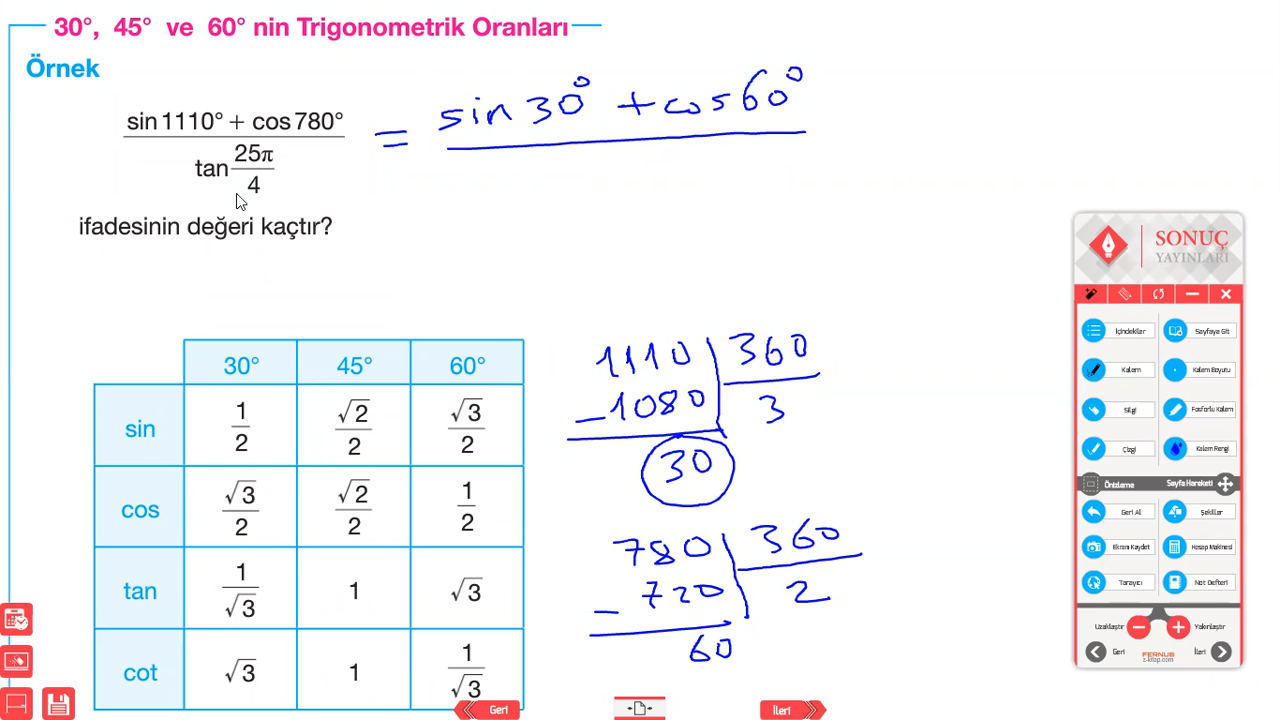 30°, 45° ve 60° nin Trigonometrik Oranları
Örnek
sin 1110° + cos 780°
tan 25π
4
= sin 30° + cos 60°
ifadesinin değeri kaçtır?
30° 45° 60°
sin 1/2 √2/2 √3/2
cos √3/2 √2/2 1/2
tan 1/√3 1 √3
cot √3 1 1/√3
1110 360
- 1080 3
30
780 360
- 720 2
60
SONUÇ
YAYINLARI
İçindekiler Sayfaya Git
Kalem Kalem Boyutu
Silgi Fosforlu Kalem
Çizgi Kalem Rengi
Önizleme Sayfa Hareketi
Geri Al Şekiller
Ekran Kaydet Hesap Makinesi
Tarayıcı Not Defteri
Uzaklaştır Yakınlaştır
Geri FERNUS İleri
z-kitap.com
Geri İleri